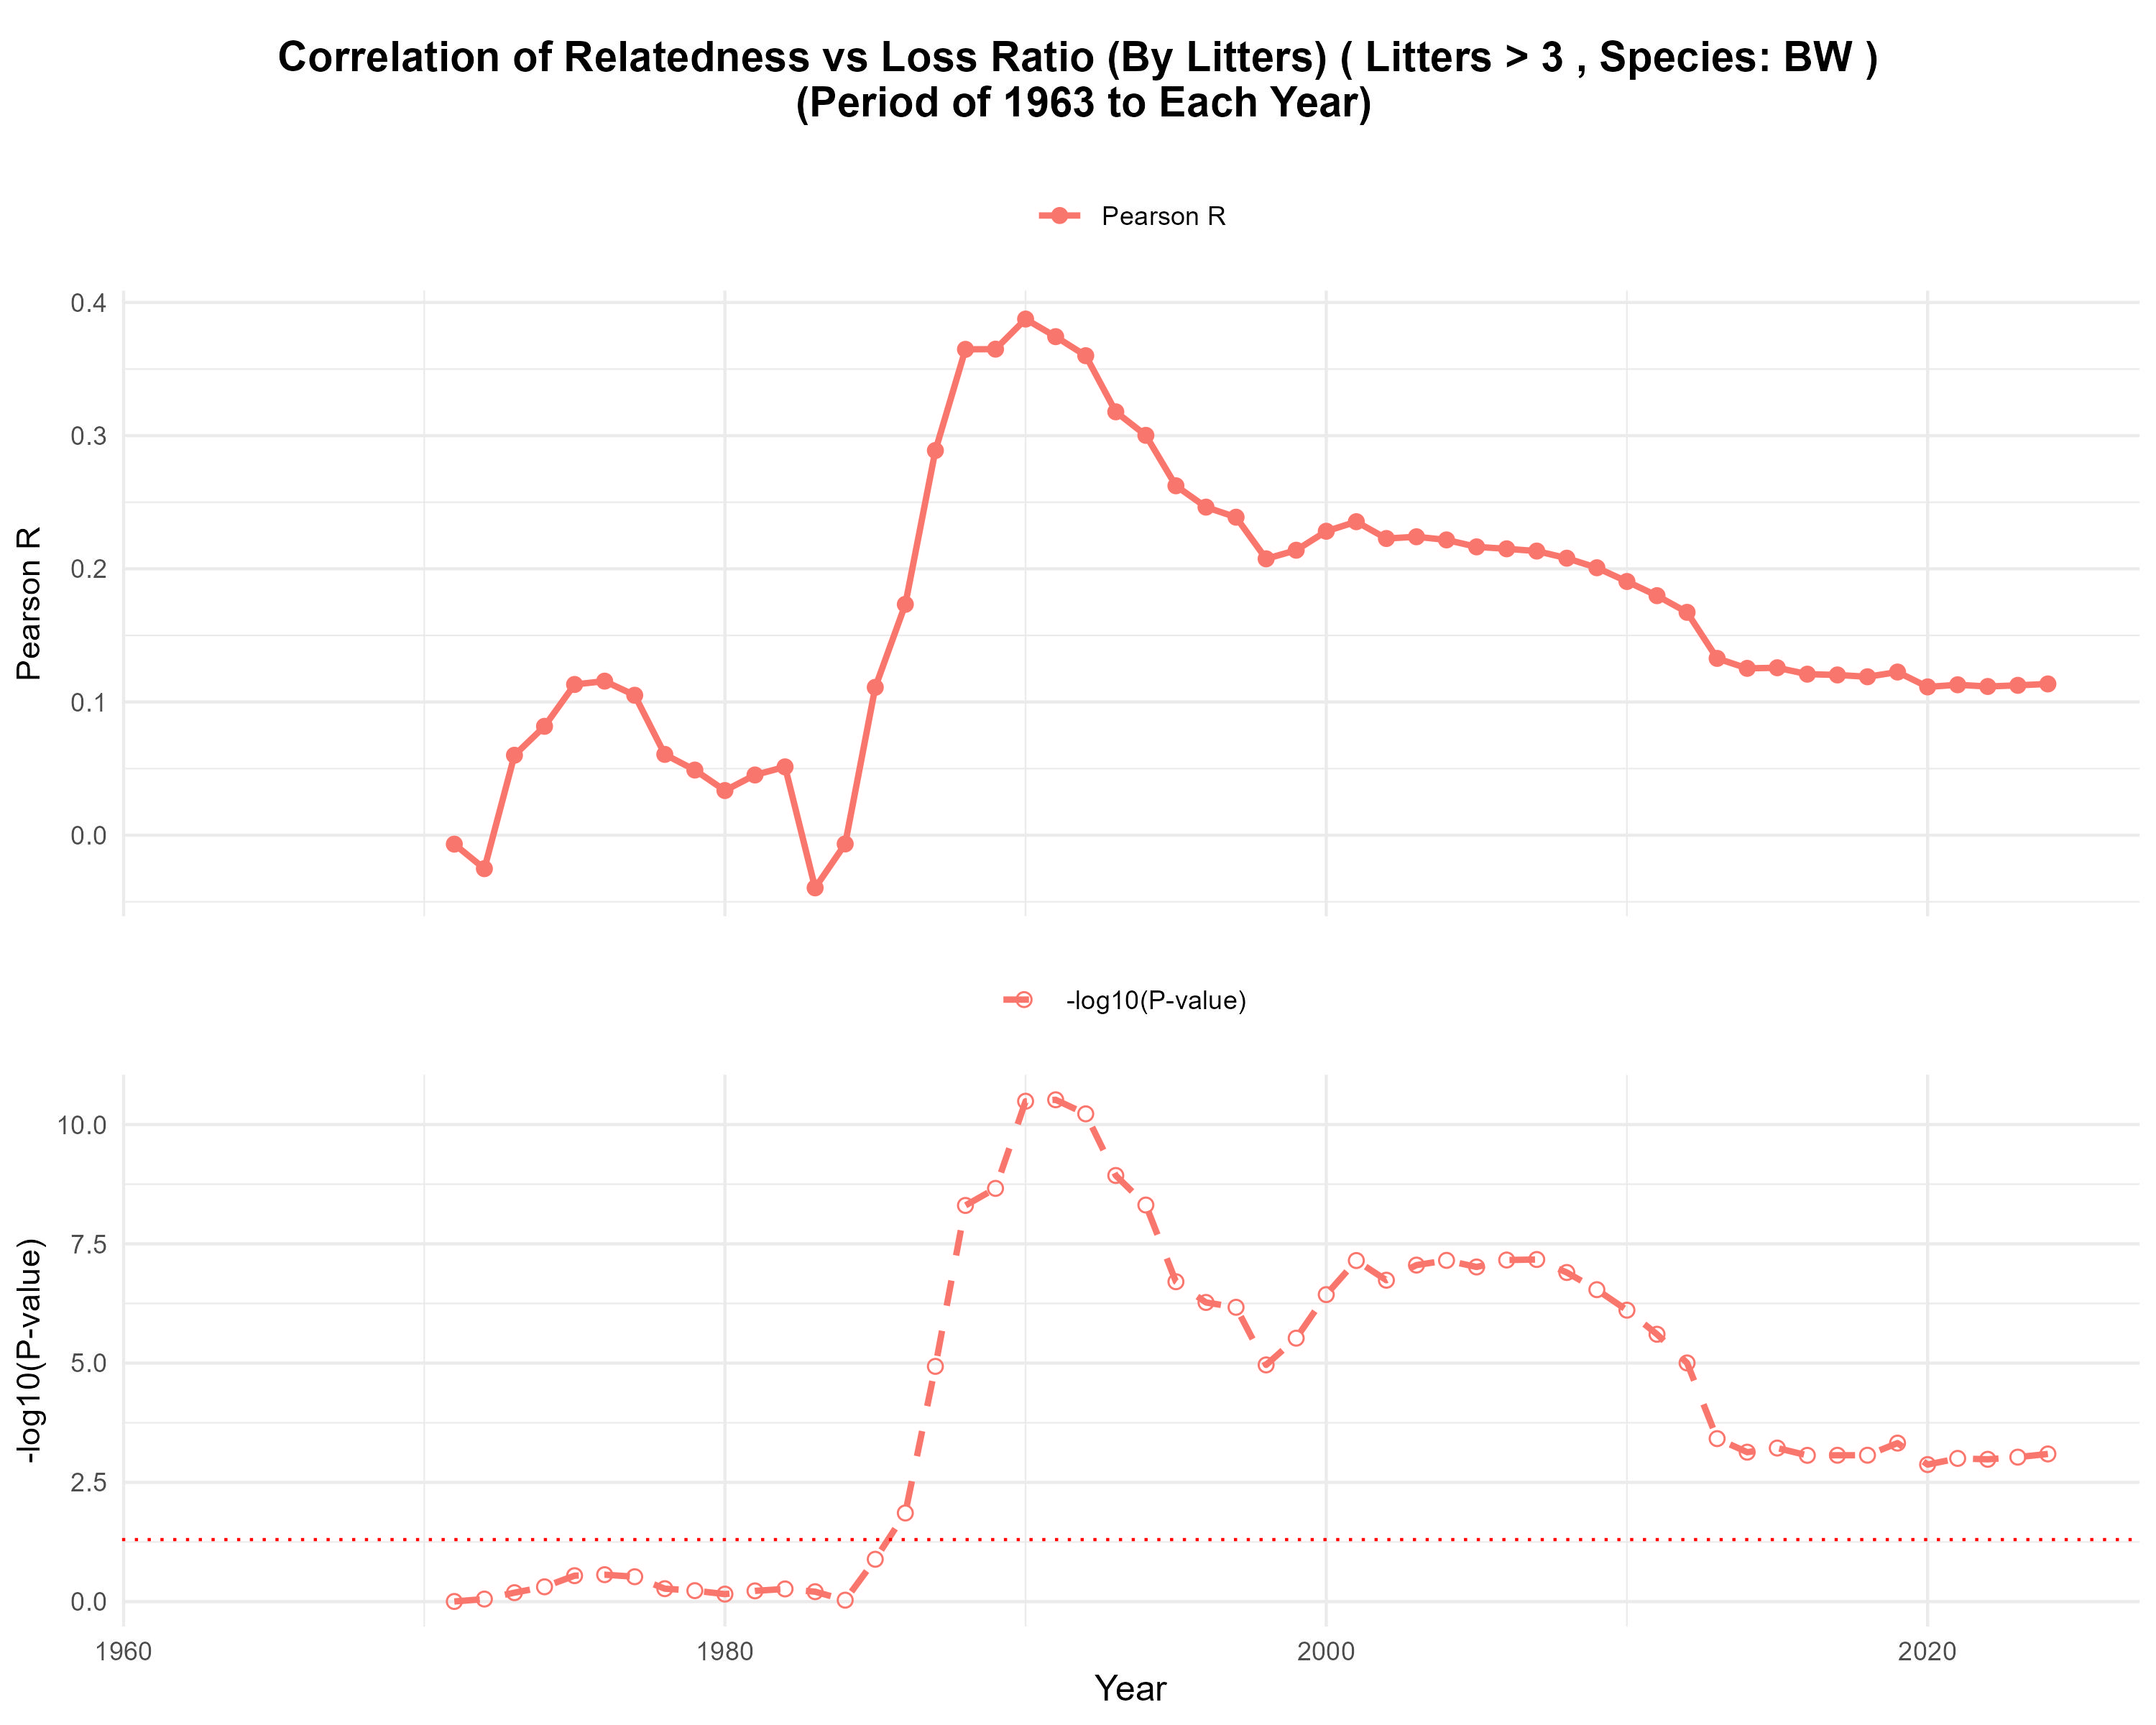 Correlation of Relatedness vs Loss Ratio (By Litters) ( Litters > 3 , Species: BW )
(Period of 1963 to Each Year)
Pearson R
0.4
0.3
0.2
0.1
0.0
Pearson R
-log10(P-value)
10.0
7.5
5.0
2.5
0.0
-log10(P-value)
1960 1980 2000 2020
Year